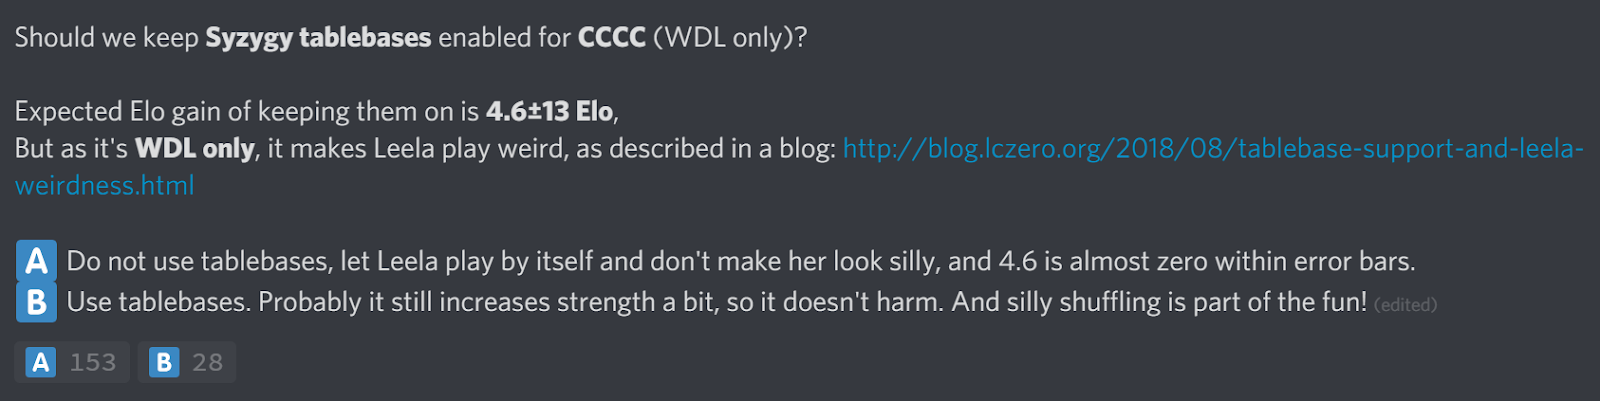 Should we keep Syzygy tablebases enabled for CCCC (WDL only)?
Expected Elo gain of keeping them on is 4.6±13 Elo,
But as it's WDL only, it makes Leela play weird, as described in a blog: http://blog.lczero.org/2018/08/tablebase-support-and-leela-
weirdness.html
A Do not use tablebases, let Leela play by itself and don't make her look silly, and 4.6 is almost zero within error bars.
B Use tablebases. Probably it still increases strength a bit, so it doesn't harm. And silly shuffling is part of the fun! (edited)
A 153 B 28